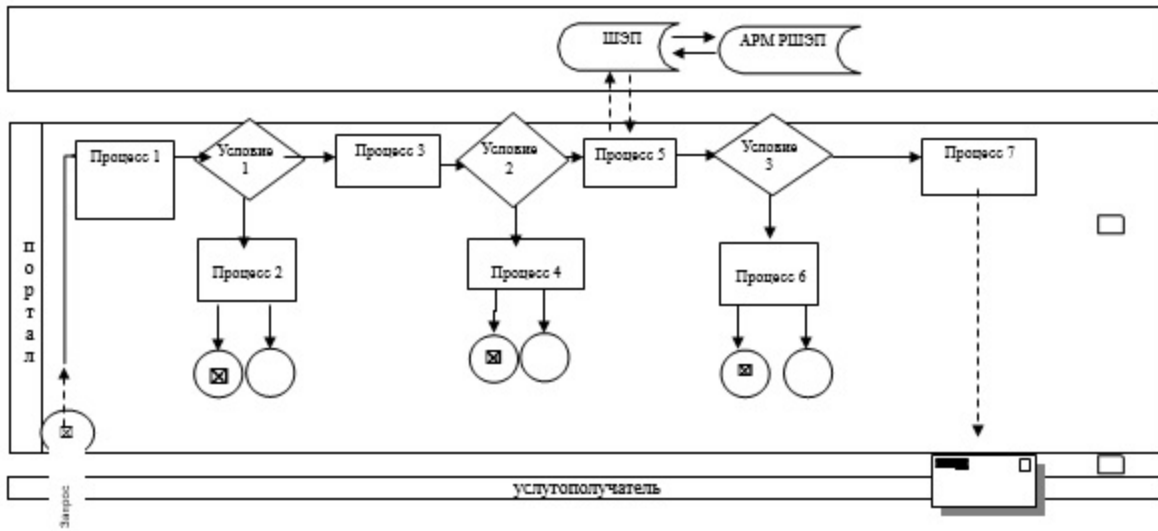 ШЭП
АРМ РШЭП
Процесс 1
Условие
1
Процесс 3
Условие
2
Процесс 5
Условие
3
Процесс 7
Процесс 2
Процесс 4
Процесс 6
портал
Запрос
услугополучатель